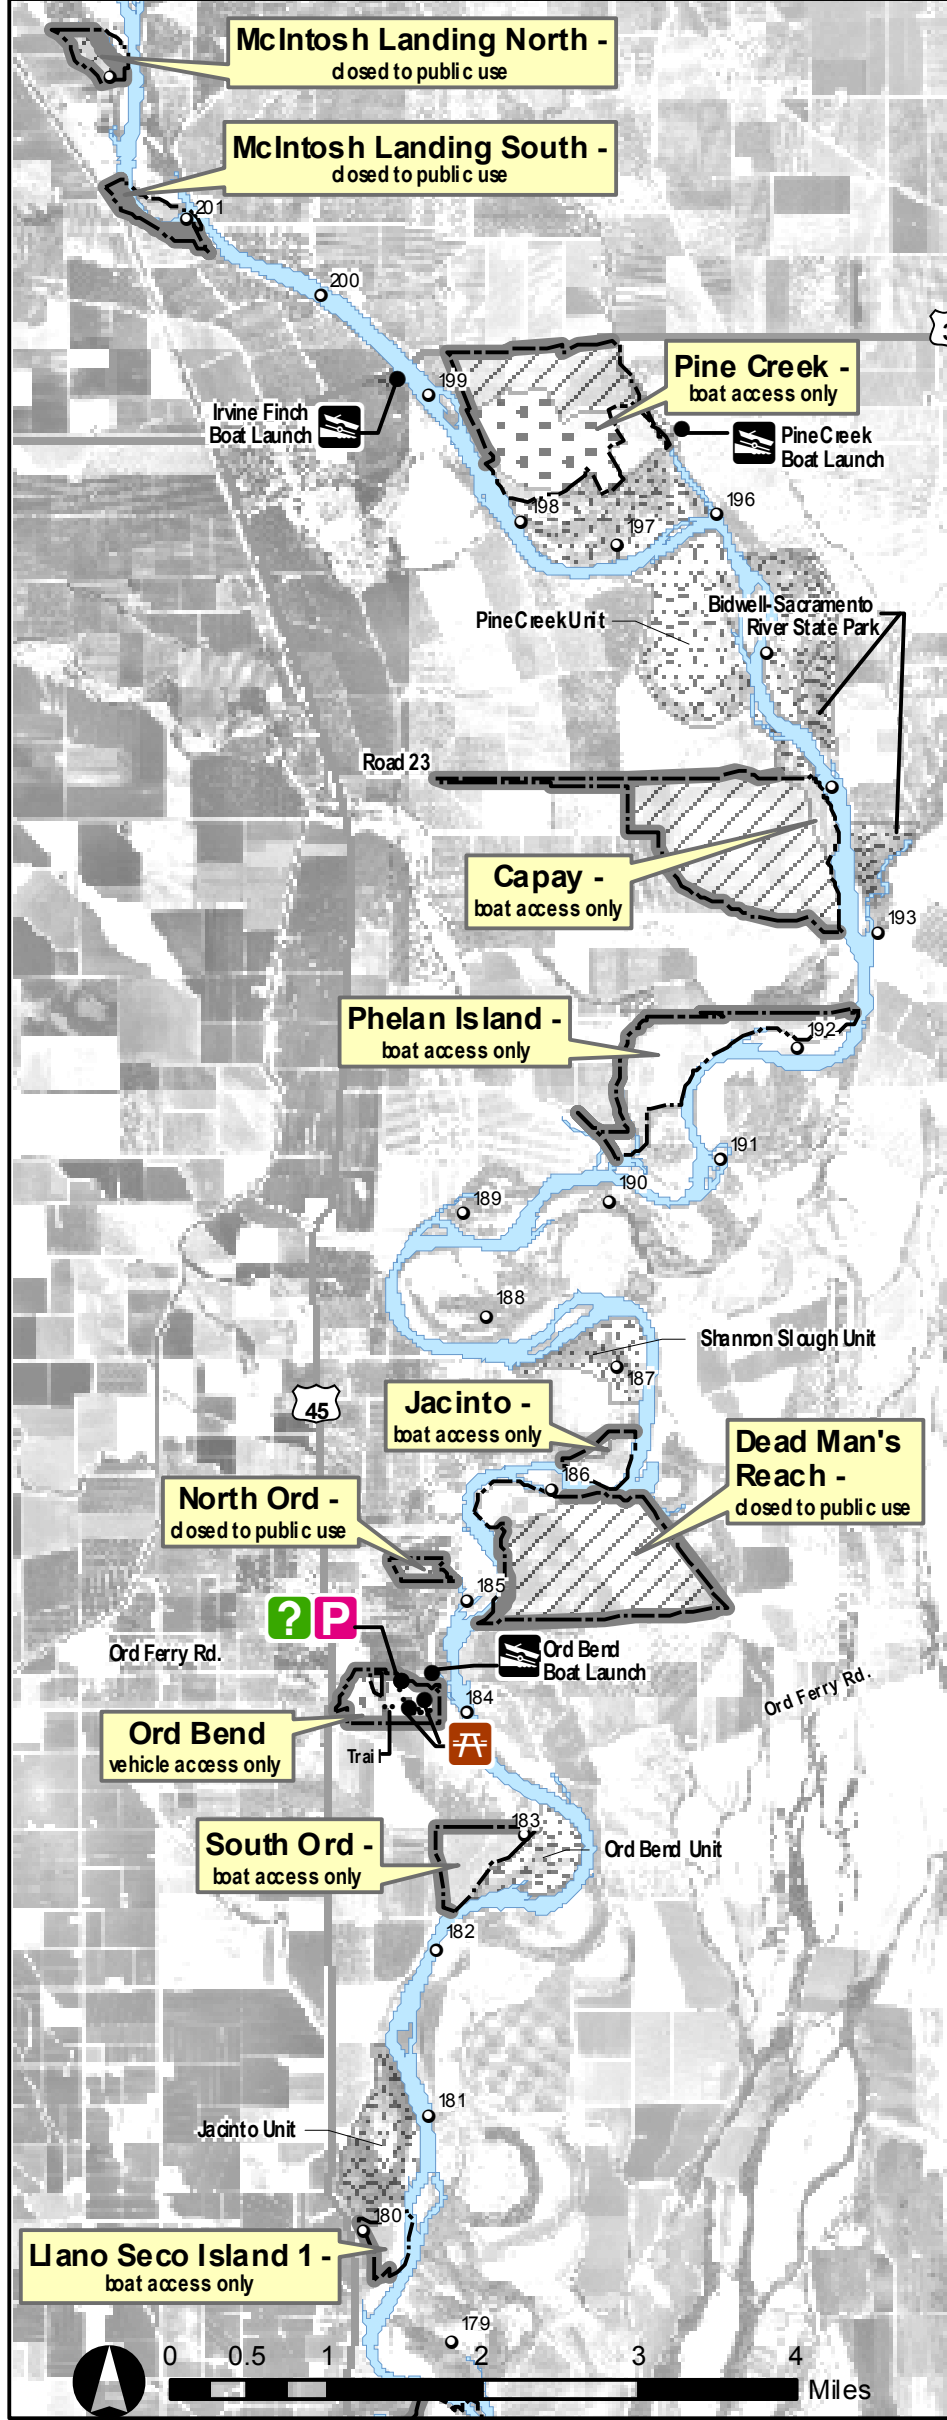 McIntosh Landing North -
closed to public use
McIntosh Landing South -
closed to public use
201
200
199
Irvine Finch
Boat Launch
Pine Creek -
boat access only
Pine Creek
Boat Launch
198
197
196
Pine Creek Unit
Bidwell-Sacramento
River State Park
Road 23
Capay -
boat access only
193
Phelan Island -
boat access only
192
191
190
189
188
Shannon Slough Unit
187
45
Jacinto -
boat access only
Dead Man's
Reach -
closed to public use
186
North Ord -
closed to public use
185
? P
Ord Ferry Rd.
Ord Bend
Boat Launch
Ord Ferry Rd.
184
Ord Bend
vehicle access only
Trail
183
South Ord -
boat access only
Ord Bend Unit
182
181
Jacinto Unit
180
Llano Seco Island 1 -
boat access only
179
0 0.5 1 2 3 4
Miles